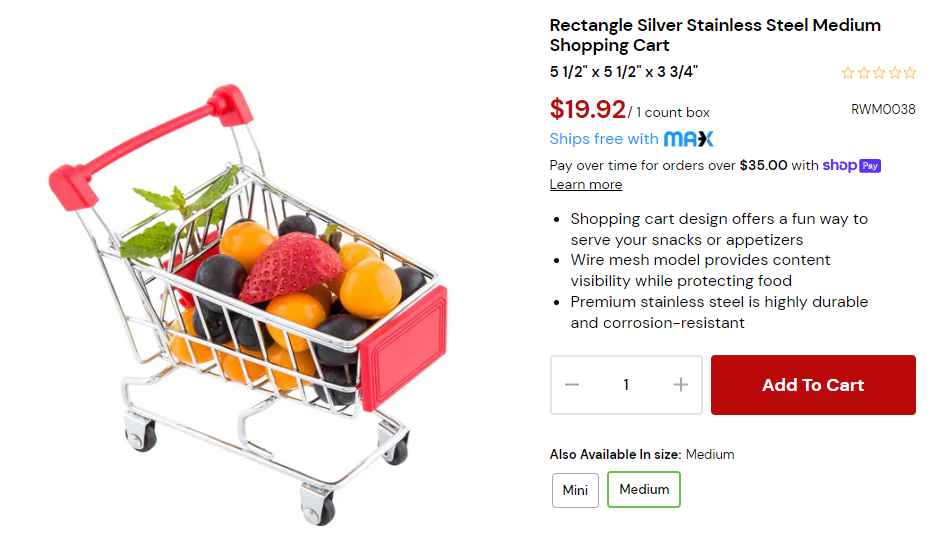 Rectangle Silver Stainless Steel Medium
Shopping Cart
5 1/2" x 5 1/2" x 3 3/4"
$19.92/ 1 count box
RWM0038
Ships free with MAX
Pay over time for orders over $35.00 with shop Pay
Learn more
• Shopping cart design offers a fun way to
serve your snacks or appetizers
• Wire mesh model provides content
visibility while protecting food
• Premium stainless steel is highly durable
and corrosion-resistant
− 1 +
Add To Cart
Also Available In size: Medium
Mini
Medium